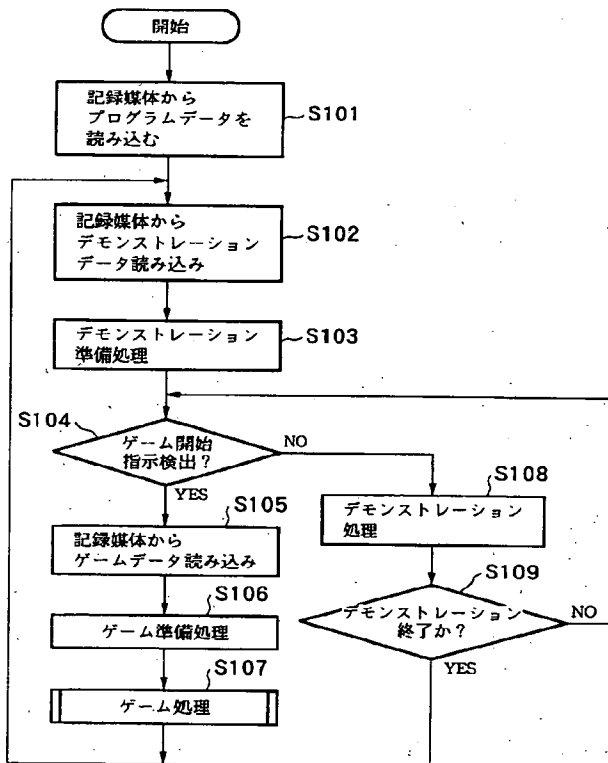 開始
記録媒体から
プログラムデータを
読み込む
S101
記録媒体から
デモンストレーション
データ読み込み
S102
デモンストレーション
準備処理
S103
S104
ゲーム開始
指示検出?
NO
YES
S105
記録媒体から
ゲームデータ読み込み
S106
ゲーム準備処理
S107
ゲーム処理
S108
デモンストレーション
処理
S109
デモンストレーション
終了か?
NO
YES